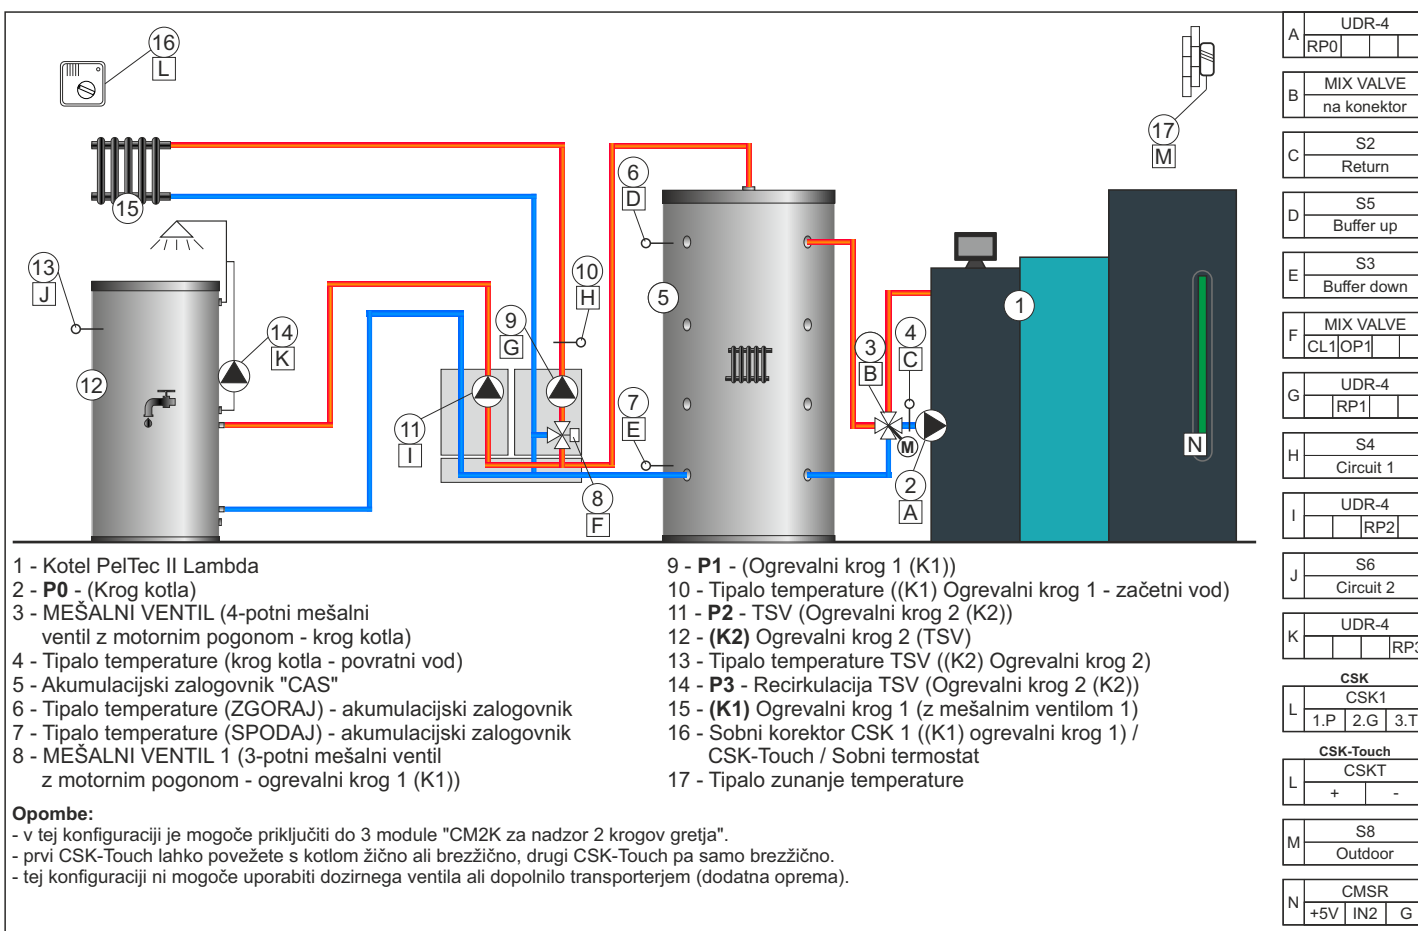 16
L
17
M
15
6
D
13
J
10
H
5
1
9
G
14
K
3
B
4
C
12
7
E
11
I
M
N
8
F
2
A
1 - Kotel PelTec II Lambda
2 - P0 - (Krog kotla)
3 - MEŠALNI VENTIL (4-potni mešalni
ventil z motornim pogonom - krog kotla)
4 - Tipalo temperature (krog kotla - povratni vod)
5 - Akumulacijski zalogovnik "CAS"
6 - Tipalo temperature (ZGORAJ) - akumulacijski zalogovnik
7 - Tipalo temperature (SPODAJ) - akumulacijski zalogovnik
8 - MEŠALNI VENTIL 1 (3-potni mešalni ventil
z motornim pogonom - ogrevalni krog 1 (K1))
9 - P1 - (Ogrevalni krog 1 (K1))
10 - Tipalo temperature ((K1) Ogrevalni krog 1 - začetni vod)
11 - P2 - TSV (Ogrevalni krog 2 (K2))
12 - (K2) Ogrevalni krog 2 (TSV)
13 - Tipalo temperature TSV ((K2) Ogrevalni krog 2)
14 - P3 - Recirkulacija TSV (Ogrevalni krog 2 (K2))
15 - (K1) Ogrevalni krog 1 (z mešalnim ventilom 1)
16 - Sobni korektor CSK 1 ((K1) ogrevalni krog 1) /
CSK-Touch / Sobni termostat
17 - Tipalo zunanje temperature
Opombe:
- v tej konfiguraciji je mogoče priključiti do 3 module "CM2K za nadzor 2 krogov gretja".
- prvi CSK-Touch lahko povežete s kotlom žično ali brezžično, drugi CSK-Touch pa samo brezžično.
- tej konfiguraciji ni mogoče uporabiti dozirnega ventila ali dopolnilo transporterjem (dodatna oprema).
A UDR-4
RP0
B MIX VALVE
na konektor
C S2
Return
D S5
Buffer up
E S3
Buffer down
F MIX VALVE
CL1 OP1
G UDR-4
RP1
H S4
Circuit 1
I UDR-4
RP2
J S6
Circuit 2
K UDR-4
RP3
CSK
L CSK1
1.P 2.G 3.T
CSK-Touch
L CSKT
+ -
M S8
Outdoor
N CMSR
+5V IN2 G